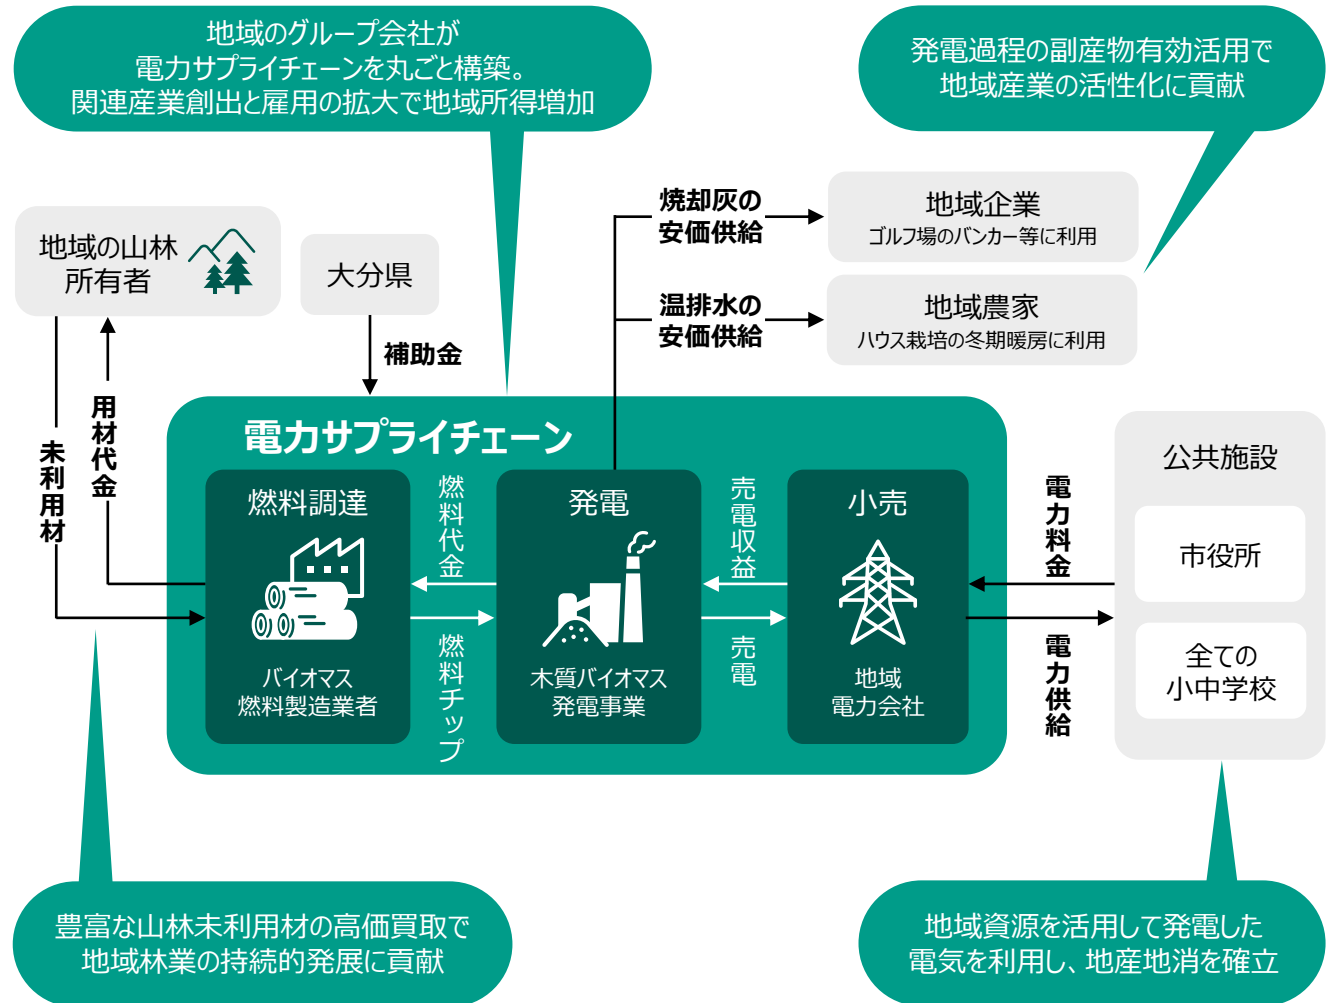 地域のグループ会社が
電力サプライチェーンを丸ごと構築。
関連産業創出と雇用の拡大で地域所得増加
発電過程の副産物有効活用で
地域産業の活性化に貢献
地域の山林
所有者
大分県
補助金
焼却灰の
安価供給
地域企業
ゴルフ場のバンカー等に利用
温排水の
安価供給
地域農家
ハウス栽培の冬期暖房に利用
未利用材
用材代金
電力サプライチェーン
燃料調達
バイオマス
燃料製造業者
燃料代金
燃料チップ
発電
木質バイオマス
発電事業
売電収益
売電
小売
地域
電力会社
電力料金
電力供給
公共施設
市役所
全ての
小中学校
豊富な山林未利用材の高価買取で
地域林業の持続的発展に貢献
地域資源を活用して発電した
電気を利用し、地産地消を確立